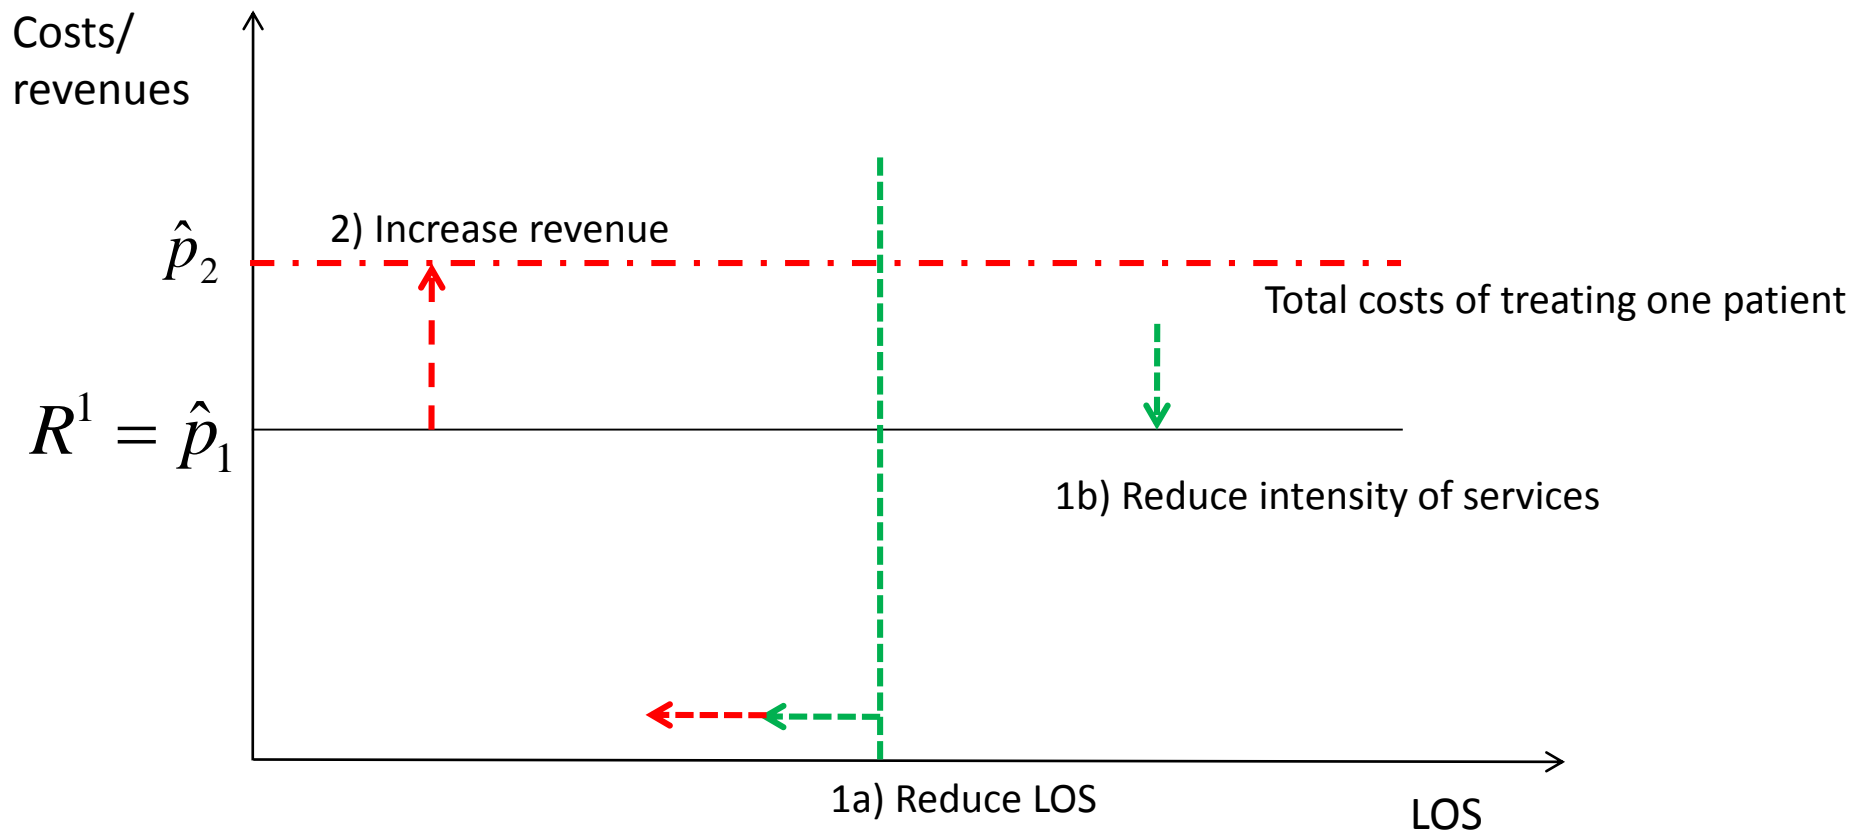 Costs/
revenues
2) Increase revenue
p̂₂
Total costs of treating one patient
R¹ = p̂₁
1b) Reduce intensity of services
1a) Reduce LOS
LOS